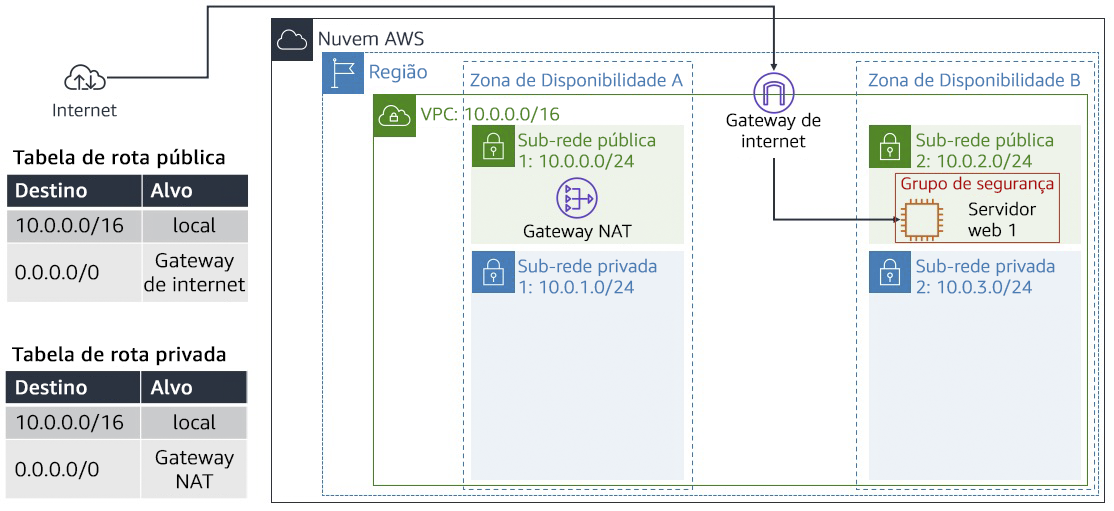 Nuvem AWS
Região
Zona de Disponibilidade A
Zona de Disponibilidade B
Internet
VPC: 10.0.0.0/16
Gateway de
internet
Sub-rede pública
1: 10.0.0.0/24
Gateway NAT
Sub-rede pública
2: 10.0.2.0/24
Grupo de segurança
Servidor
web 1
Sub-rede privada
1: 10.0.1.0/24
Sub-rede privada
2: 10.0.3.0/24
Tabela de rota pública
Destino Alvo
10.0.0.0/16 local
0.0.0.0/0 Gateway
de internet
Tabela de rota privada
Destino Alvo
10.0.0.0/16 local
0.0.0.0/0 Gateway
NAT